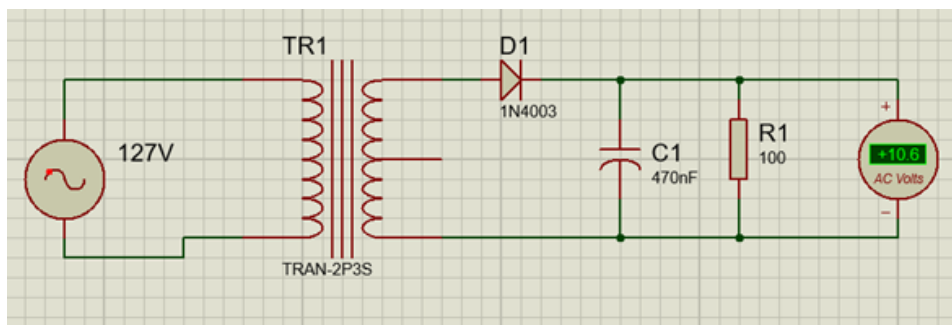 TR1
D1
1N4003
127V
C1
470nF
R1
100
+
+10.6
AC Volts
−
TRAN-2P3S